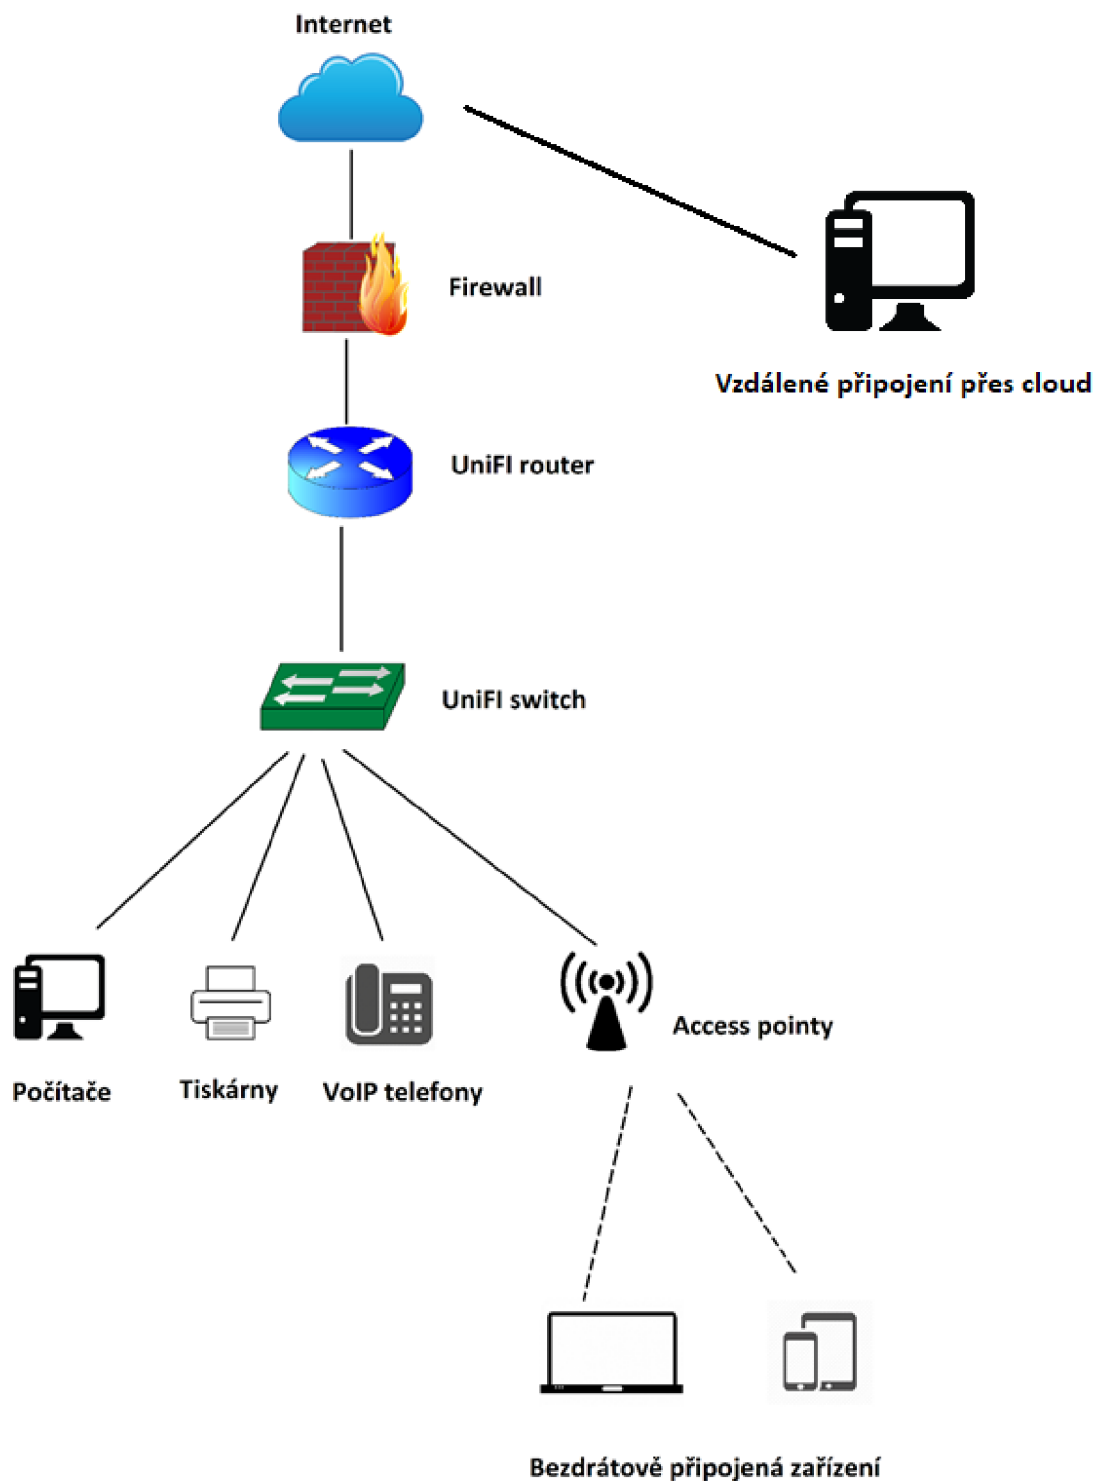 Internet
Firewall
Vzdálené připojení přes cloud
UniFI router
UniFI switch
Access pointy
Počítače
Tiskárny
VoIP telefony
Bezdrátově připojená zařízení